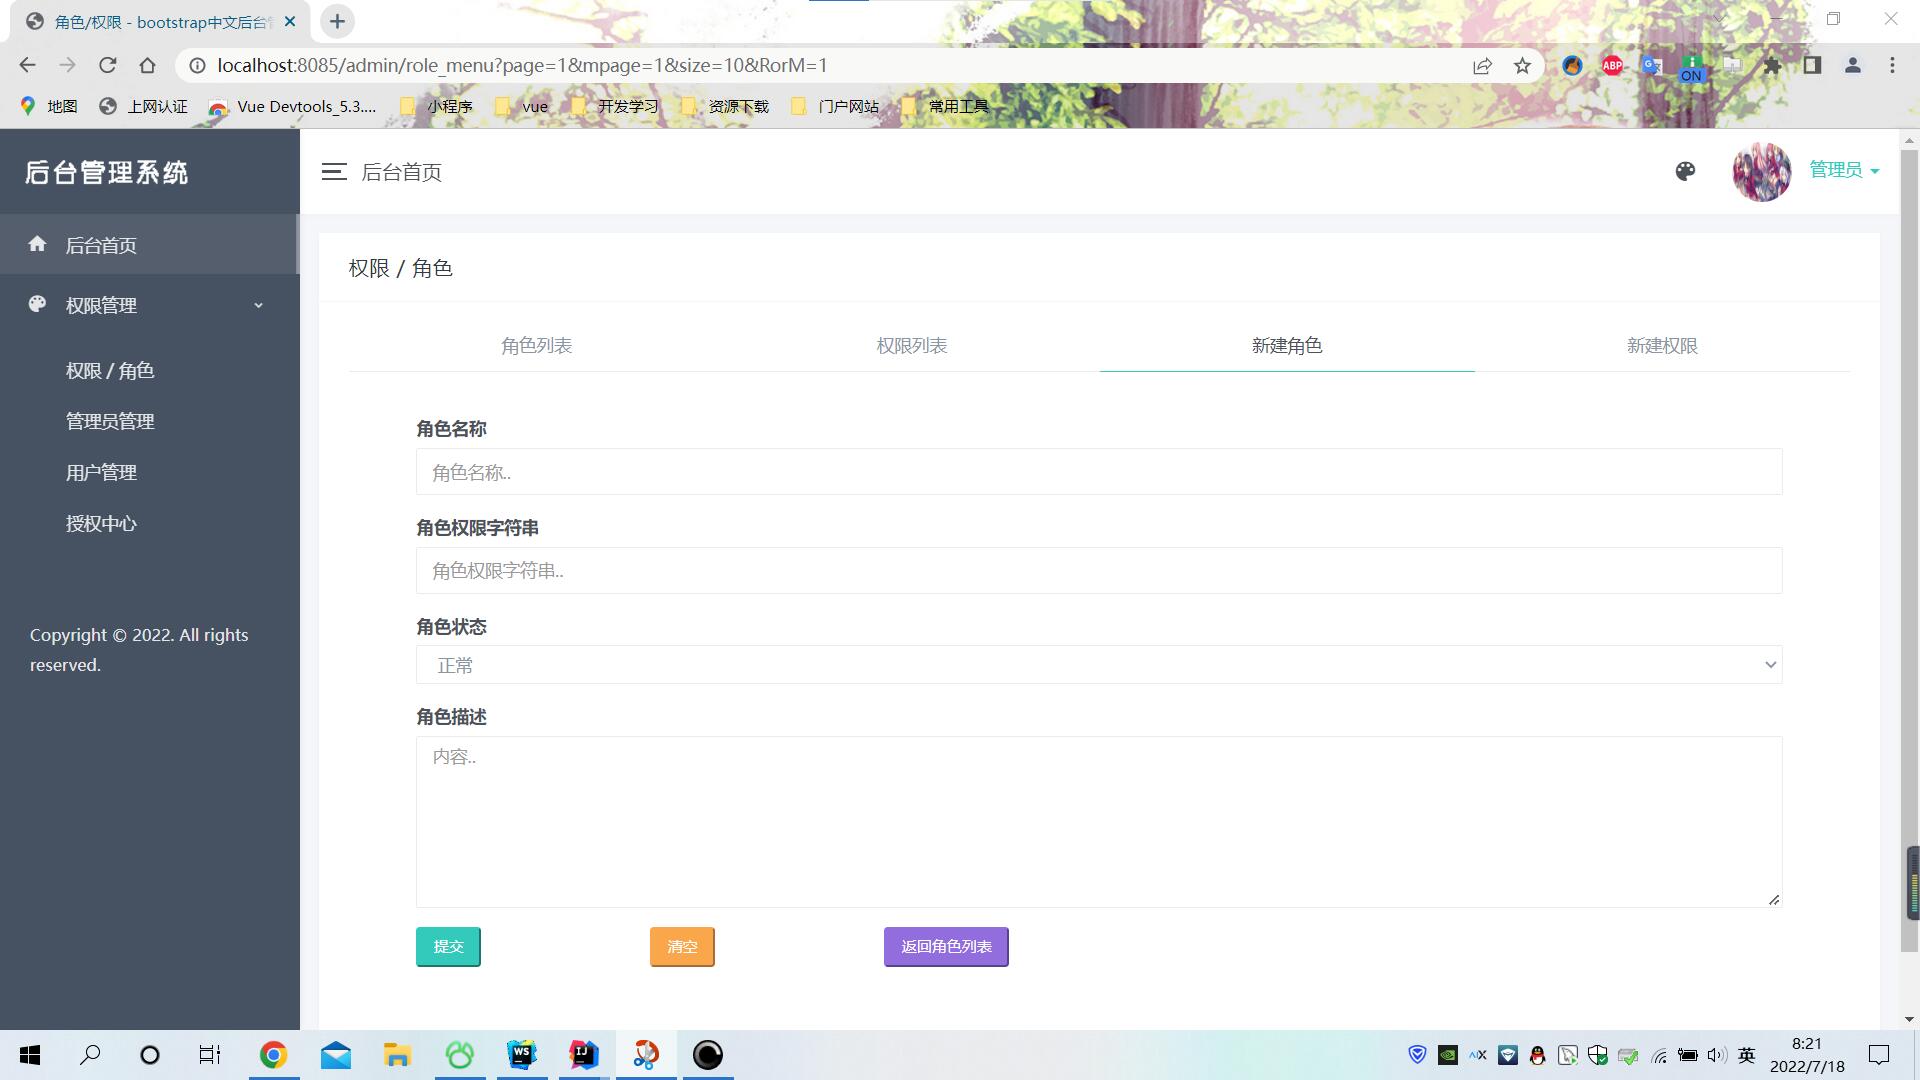 角色/权限 - bootstrap中文后台管
localhost:8085/admin/role_menu?page=1&mpage=1&size=10&RorM=1
ABP
ON
地图
上网认证
Vue Devtools_5.3....
小程序
vue
开发学习
资源下载
门户网站
常用工具
后台管理系统
后台首页
管理员
后台首页
权限管理
权限 / 角色
管理员管理
用户管理
授权中心
Copyright © 2022. All rights
reserved.
权限 / 角色
角色列表
权限列表
新建角色
新建权限
角色名称
角色名称..
角色权限字符串
角色权限字符串..
角色状态
正常
角色描述
内容..
提交
清空
返回角色列表
WS
IJ
英
8:21
2022/7/18